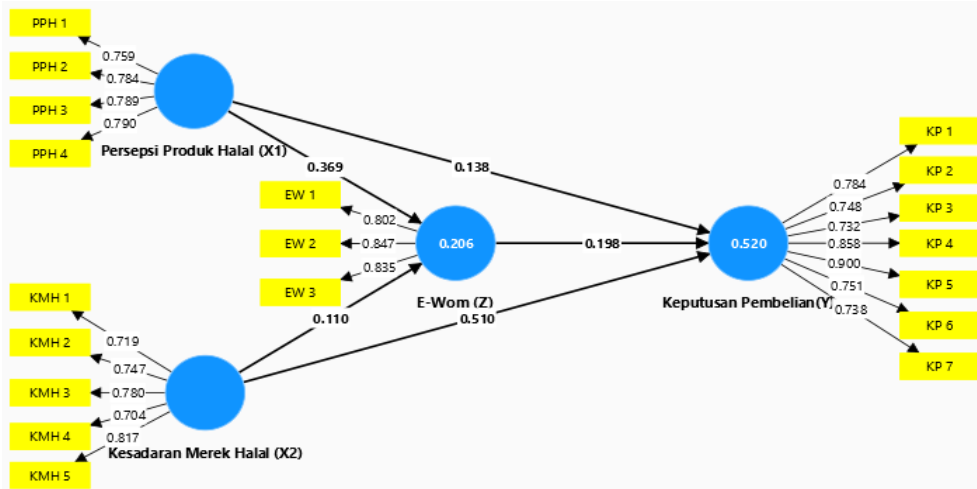 PPH 1
PPH 2
PPH 3
PPH 4
0.759
0.784
0.789
0.790
Persepsi Produk Halal (X1)
0.369
0.138
EW 1
EW 2
EW 3
0.802
0.847
0.835
0.206
E-Wom (Z)
0.198
0.110
0.510
KMH 1
KMH 2
KMH 3
KMH 4
KMH 5
0.719
0.747
0.780
0.704
0.817
Kesadaran Merek Halal (X2)
0.520
Keputusan Pembelian(Y)
0.784
0.748
0.732
0.858
0.900
0.751
0.738
KP 1
KP 2
KP 3
KP 4
KP 5
KP 6
KP 7